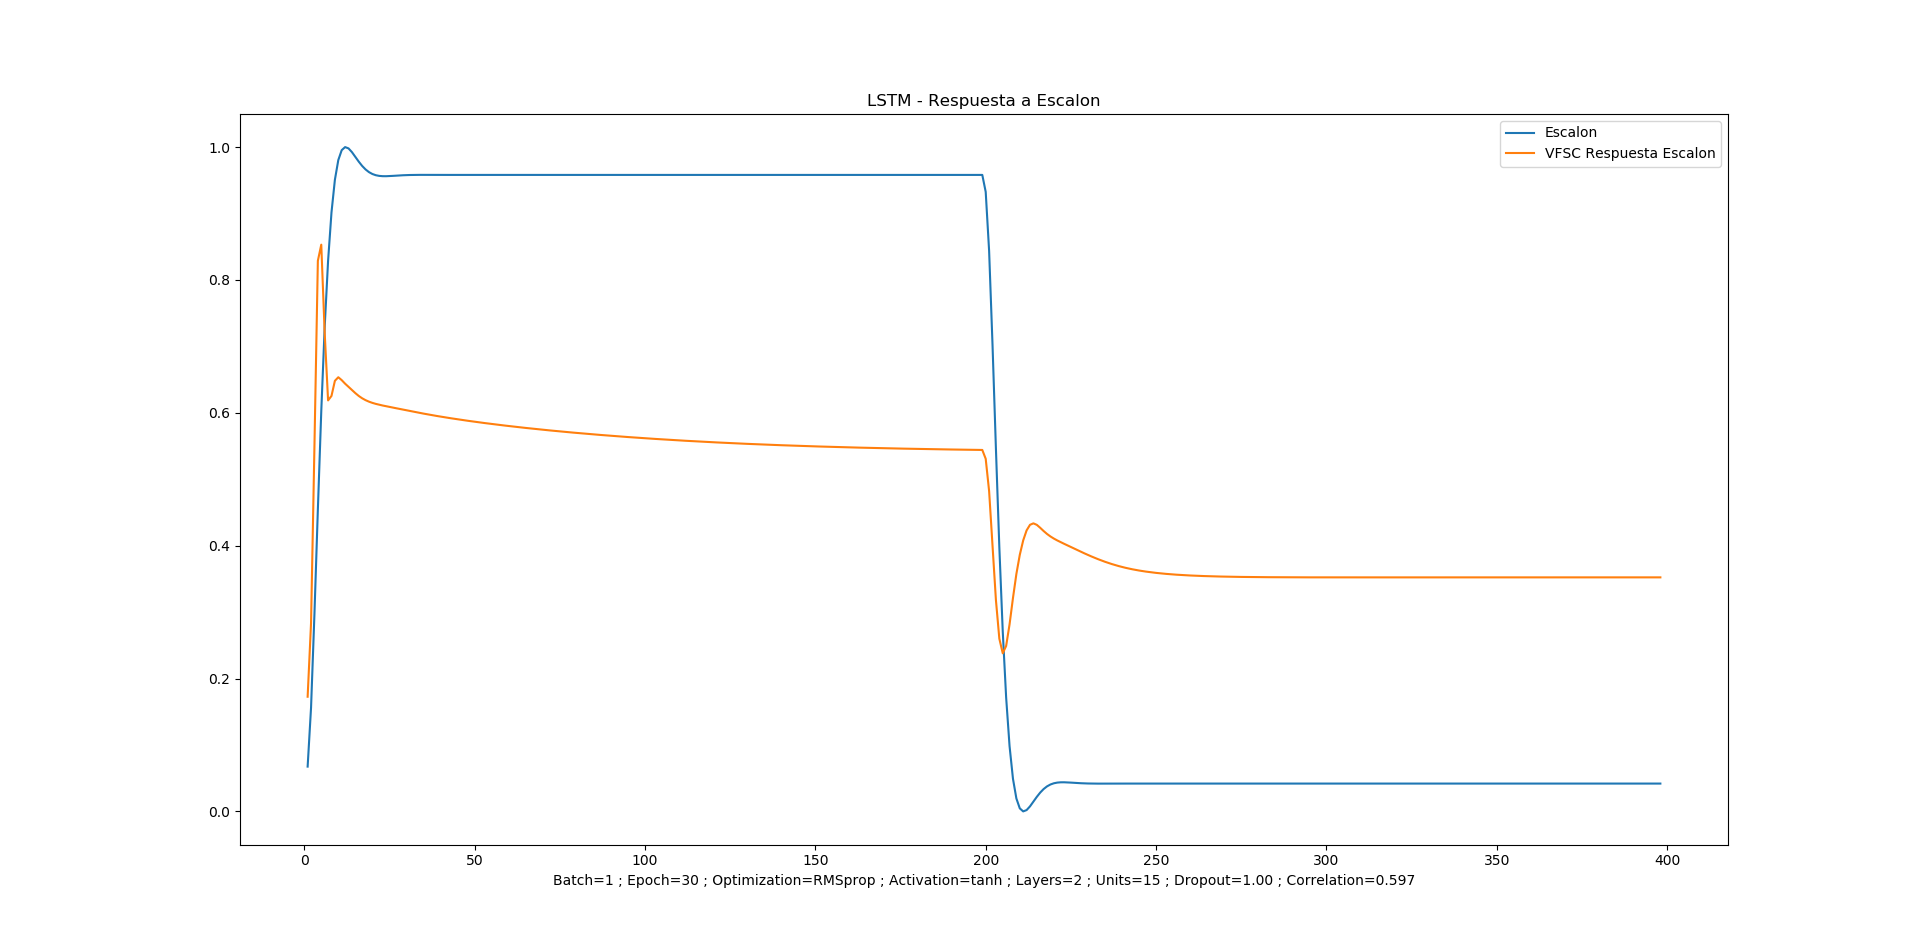 LSTM - Respuesta a Escalon
Escalon
VFSC Respuesta Escalon
1.0
0.8
0.6
0.4
0.2
0.0
0 50 100 150 200 250 300 350 400
Batch=1 ; Epoch=30 ; Optimization=RMSprop ; Activation=tanh ; Layers=2 ; Units=15 ; Dropout=1.00 ; Correlation=0.597